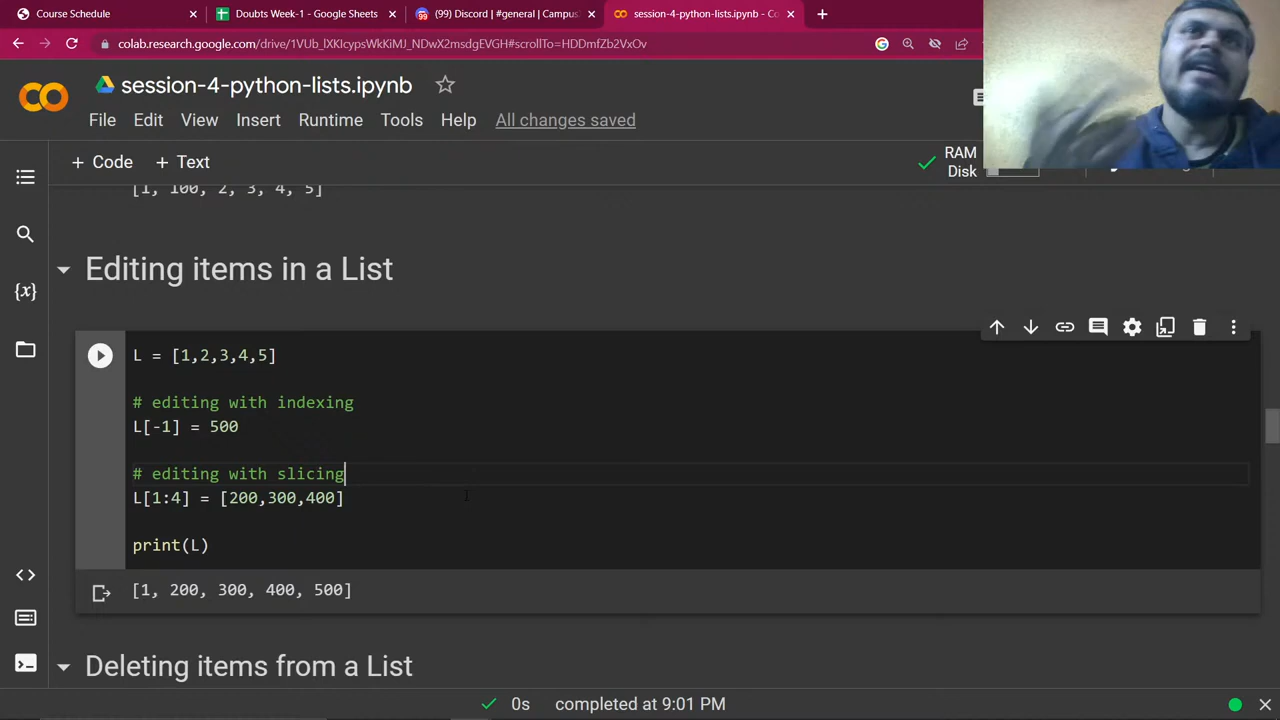 Course Schedule
Doubts Week-1 - Google Sheets
(99) Discord | #general | Campus
session-4-python-lists.ipynb - Co
colab.research.google.com/drive/1VUb_lXKIcypsWkKiMJ_NDwX2msdgEVGH#scrollTo=HDDmfZb2VxOv
session-4-python-lists.ipynb
File Edit View Insert Runtime Tools Help All changes saved
+ Code + Text
RAM
Disk
[1, 100, 2, 3, 4, 5]
Editing items in a List
L = [1,2,3,4,5]
# editing with indexing
L[-1] = 500
# editing with slicing
L[1:4] = [200,300,400]
print(L)
[1, 200, 300, 400, 500]
Deleting items from a List
0s completed at 9:01 PM